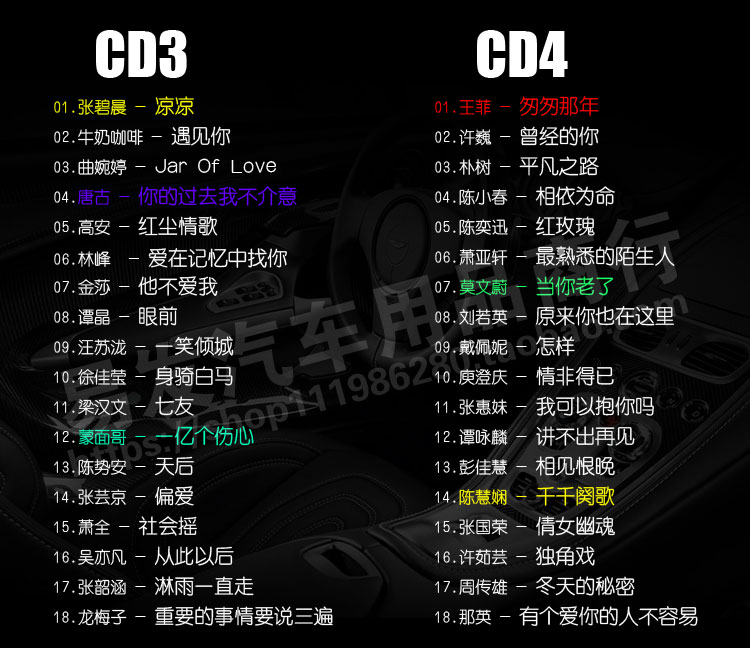 CD3
01.张碧晨 - 凉凉
02.牛奶咖啡 - 遇见你
03.曲婉婷 - Jar Of Love
04.唐古 - 你的过去我不介意
05.高安 - 红尘情歌
06.林峰 - 爱在记忆中找你
07.金莎 - 他不爱我
08.谭晶 - 眼前
09.汪苏泷 - 一笑倾城
10.徐佳莹 - 身骑白马
11.梁汉文 - 七友
12.蒙面哥 - 一亿个伤心
13.陈势安 - 天后
14.张芸京 - 偏爱
15.萧全 - 社会摇
16.吴亦凡 - 从此以后
17.张韶涵 - 淋雨一直走
18.龙梅子 - 重要的事情要说三遍
CD4
01.王菲 - 匆匆那年
02.许巍 - 曾经的你
03.朴树 - 平凡之路
04.陈小春 - 相依为命
05.陈奕迅 - 红玫瑰
06.萧亚轩 - 最熟悉的陌生人
07.莫文蔚 - 当你老了
08.刘若英 - 原来你也在这里
09.戴佩妮 - 怎样
10.庾澄庆 - 情非得已
11.张惠妹 - 我可以抱你吗
12.谭咏麟 - 讲不出再见
13.彭佳慧 - 相见恨晚
14.陈慧娴 - 千千阕歌
15.张国荣 - 倩女幽魂
16.许茹芸 - 独角戏
17.周传雄 - 冬天的秘密
18.那英 - 有个爱你的人不容易